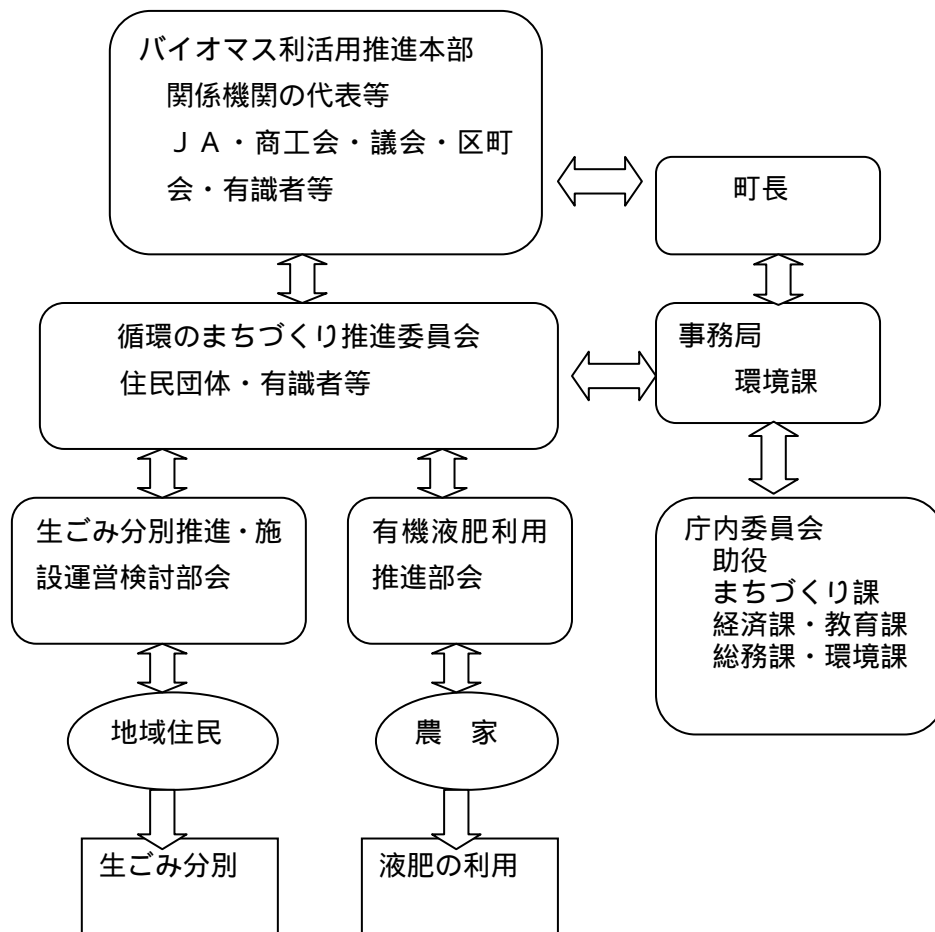 バイオマス利活用推進本部
関係機関の代表等
ＪＡ・商工会・議会・区町
会・有識者等
町長
循環のまちづくり推進委員会
住民団体・有識者等
事務局
環境課
生ごみ分別推進・施
設運営検討部会
有機液肥利用
推進部会
庁内委員会
助役
まちづくり課
経済課・教育課
総務課・環境課
地域住民
農　家
生ごみ分別
液肥の利用